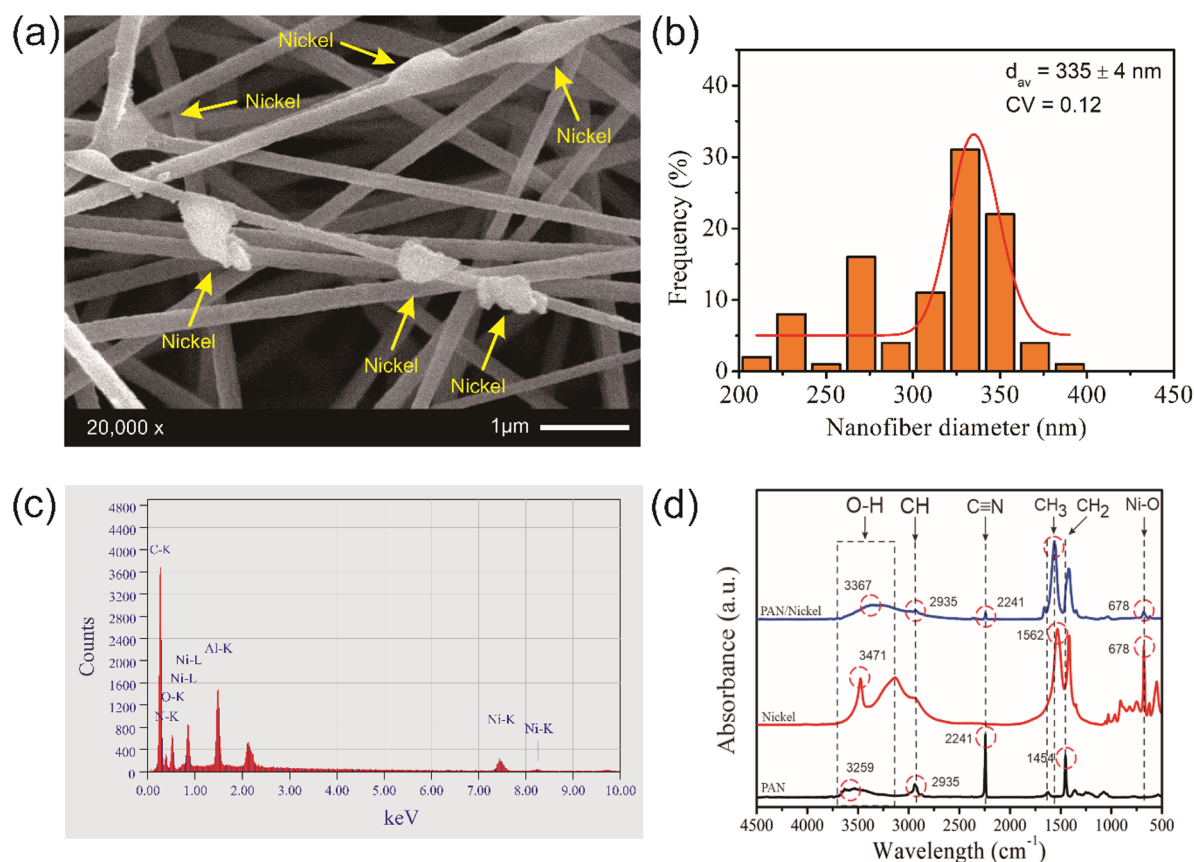 (a)
Nickel
Nickel
Nickel
Nickel
Nickel
Nickel
20,000 x
1μm
(b)
d_av = 335 ± 4 nm
CV = 0.12
Frequency (%)
40
30
20
10
0
200 250 300 350 400 450
Nanofiber diameter (nm)
(c)
4800
4400
4000
3600
3200
2800
2400
2000
1600
1200
800
400
0
Counts
C-K
Ni-L
Al-K
Ni-L
O-K
N-K
Ni-K
Ni-K
0.00 1.00 2.00 3.00 4.00 5.00 6.00 7.00 8.00 9.00 10.00
keV
(d)
O-H CH C≡N CH₃ CH₂ Ni-O
3367
2935
2241
678
PAN/Nickel
1562
3471
678
Nickel
2241
3259
2935
1454
PAN
Absorbance (a.u.)
4500 3500 3000 2500 2000 1500 1000 500
Wavelength (cm⁻¹)